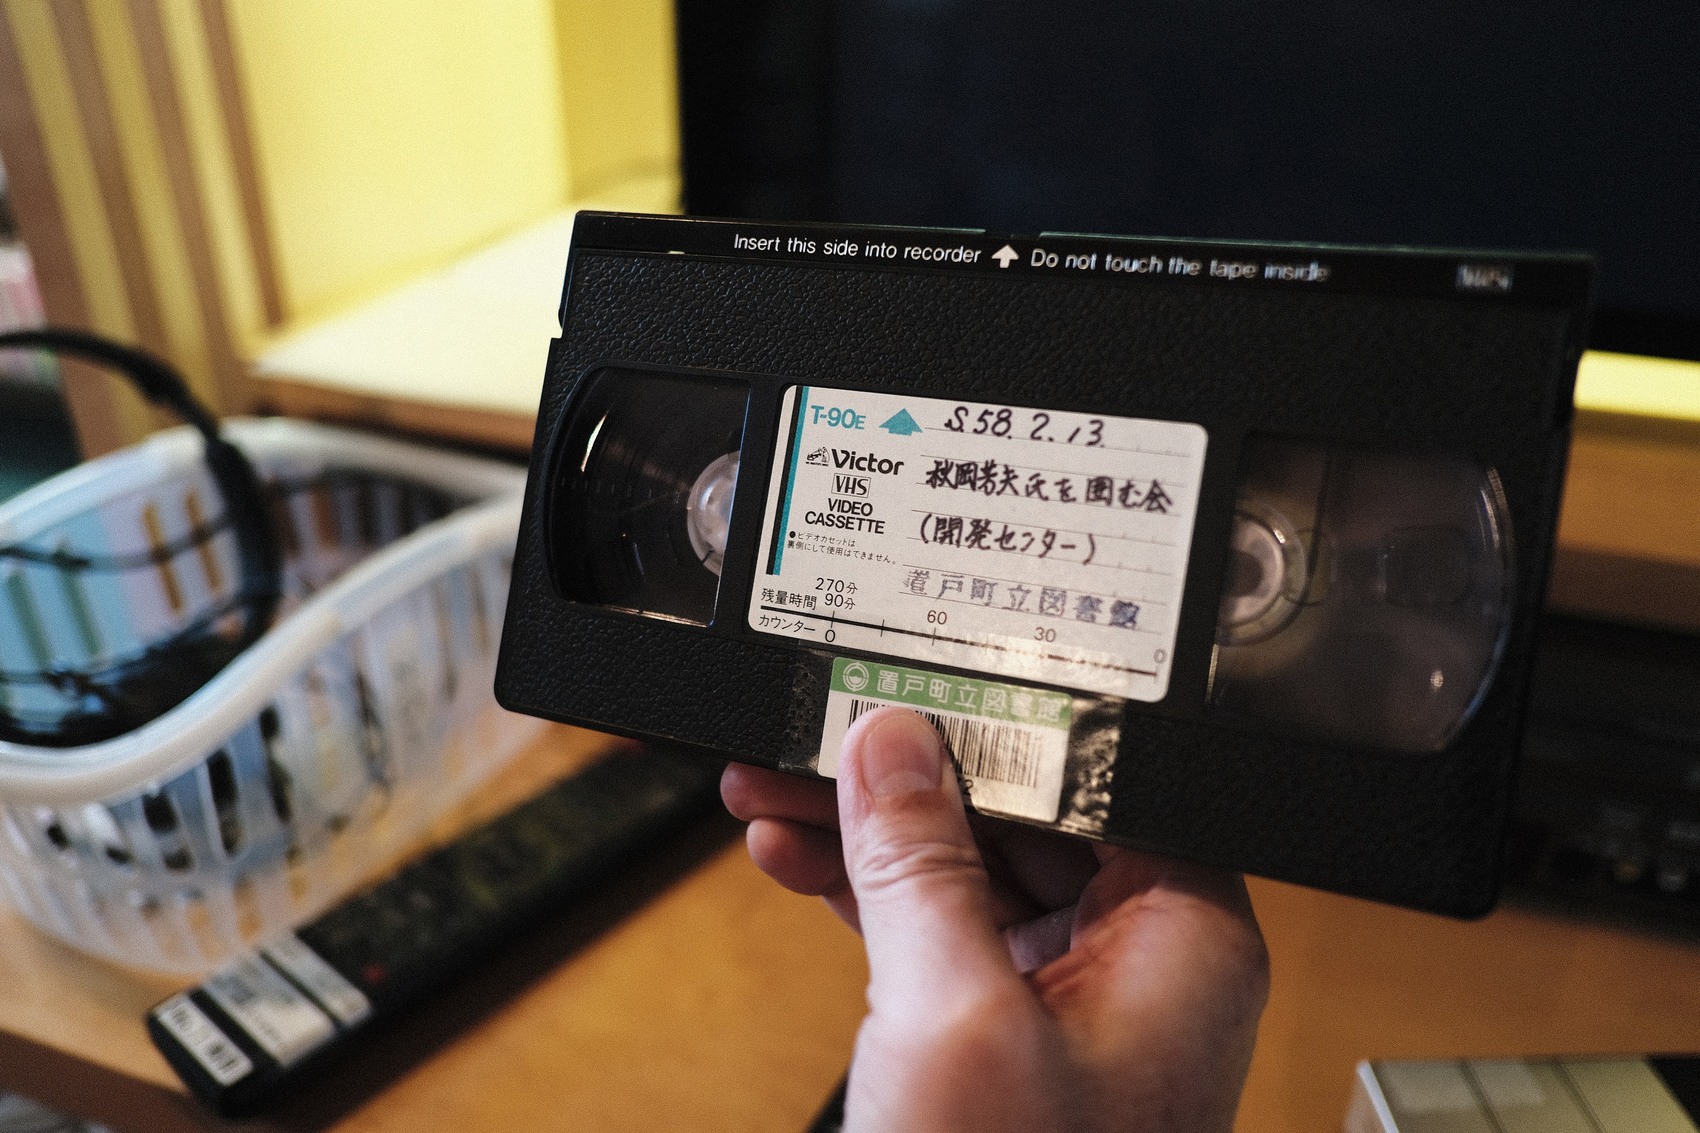 Insert this side into recorder Do not touch the tape inside
T-90E
S58.2.13.
Victor
VHS
VIDEO
CASSETTE
●ビデオカセットは
裏側にして使用はできません。
秋岡芳夫氏を囲む会
(開発センター)
置戸町立図書館
270分
残量時間 90分 60 30 0
カウンター 0
置戸町立図書館